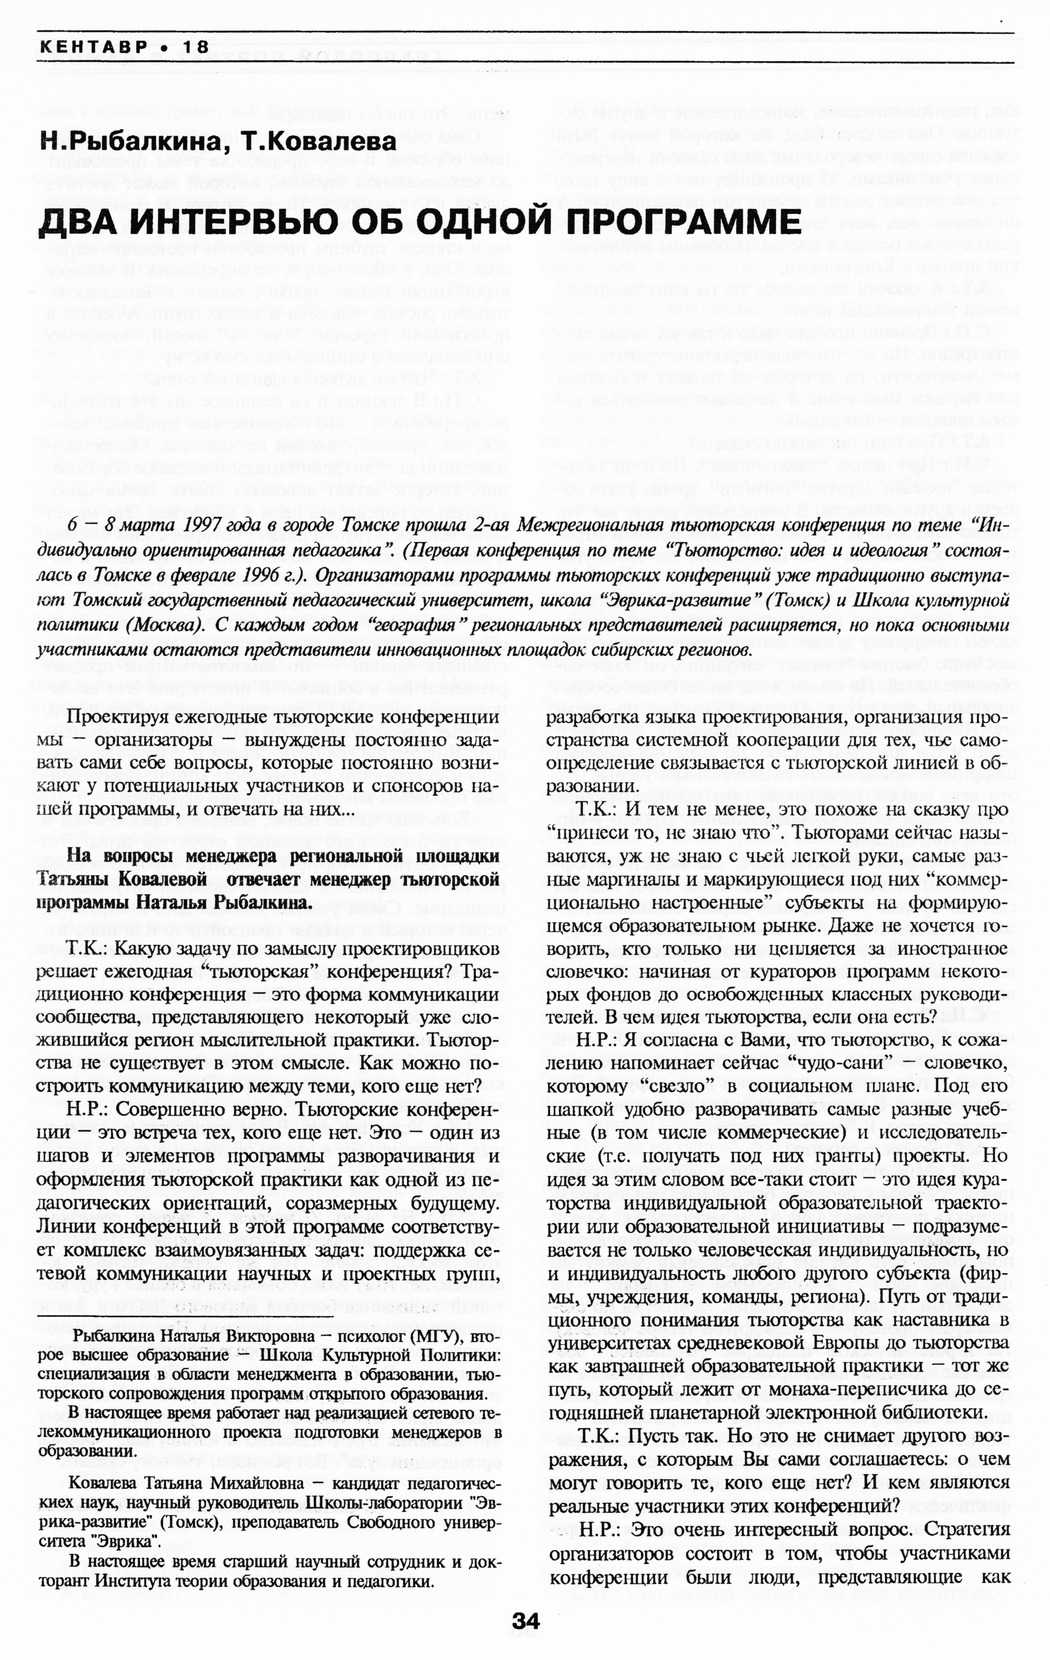 КЕНТАВР • 18
Н.Рыбалкина, Т.Ковалева
ДВА ИНТЕРВЬЮ ОБ ОДНОЙ ПРОГРАММЕ
6 — 8 марта 1997 года в городе Томске прошла 2-ая Межрегиональная тьюторская конференция по теме “Ин-
дивидуально ориентированная педагогика”. (Первая конференция по теме “Тьюторство: идея и идеология” состоя-
лась в Томске в феврале 1996 г.). Организаторами программы тьюторских конференций уже традиционно выступа-
ют Томский государственный педагогический университет, школа “Эврика-развитие” (Томск) и Школа культурной
политики (Москва). С каждым годом “география” региональных представителей расширяется, но пока основными
участниками остаются представители инновационных площадок сибирских регионов.
Проектируя ежегодные тьюторские конференции
мы — организаторы — вынуждены постоянно зада-
вать сами себе вопросы, которые постоянно возни-
кают у потенциальных участников и спонсоров на-
шей программы, и отвечать на них...
На вопросы менеджера региональной площадки
Татьяны Ковалевой отвечает менеджер тьюторской
программы Наталья Рыбалкина.
Т.К.: Какую задачу по замыслу проектировщиков
решает ежегодная “тьюторская” конференция? Тра-
диционно конференция — это форма коммуникации
сообщества, представляющего некоторый уже сло-
жившийся регион мыслительной практики. Тьютор-
ства не существует в этом смысле. Как можно по-
строить коммуникацию между теми, кого еще нет?
Н.Р.: Совершенно верно. Тьюторские конферен-
ции — это встреча тех, кого еще нет. Это — один из
шагов и элементов программы разворачивания и
оформления тьюторской практики как одной из пе-
дагогических ориентаций, соразмерных будущему.
Линии конференций в этой программе соответству-
ет комплекс взаимоувязанных задач: поддержка се-
тевой коммуникации научных и проектных групп,
Рыбалкина Наталья Викторовна — психолог (МГУ), вто-
рое высшее образование — Школа Культурной Политики:
специализация в области менеджмента в образовании, тью-
торского сопровождения программ открытого образования.
В настоящее время работает над реализацией сетевого те-
лекоммуникационного проекта подготовки менеджеров в
образовании.
Ковалева Татьяна Михайловна — кандидат педагогичес-
киех наук, научный руководитель Школы-лаборатории "Эв-
рика-развитие" (Томск), преподаватель Свободного универ-
ситета "Эврика".
В настоящее время старший научный сотрудник и док-
торант Института теории образования и педагогики.
разработка языка проектирования, организация про-
странства системной кооперации для тех, чье само-
определение связывается с тьюторской линией в об-
разовании.
Т.К.: И тем не менее, это похоже на сказку про
“принеси то, не знаю что”. Тьюторами сейчас назы-
ваются, уж не знаю с чьей легкой руки, самые раз-
ные маргиналы и маркирующиеся под них “коммер-
ционально настроенные” субъекты на формирую-
щемся образовательном рынке. Даже не хочется го-
ворить, кто только ни цепляется за иностранное
словечко: начиная от кураторов программ некото-
рых фондов до освобожденных классных руководи-
телей. В чем идея тьюторства, если она есть?
Н.Р.: Я согласна с Вами, что тьюторство, к сожа-
лению напоминает сейчас “чудо-сани” — словечко,
которому “свезло” в социальном плане. Под его
шапкой удобно разворачивать самые разные учеб-
ные (в том числе коммерческие) и исследователь-
ские (т.е. получать под них гранты) проекты. Но
идея за этим словом все-таки стоит — это идея кура-
торства индивидуальной образовательной траекто-
рии или образовательной инициативы — подразуме-
вается не только человеческая индивидуальность, но
и индивидуальность любого другого субъекта (фир-
мы, учреждения, команды, региона). Путь от тради-
ционного понимания тьюторства как наставника в
университетах средневековой Европы до тьюторства
как завтрашней образовательной практики — тот же
путь, который лежит от монаха-переписчика до се-
годняшней планетарной электронной библиотеки.
Т.К.: Пусть так. Но это не снимает другого воз-
ражения, с которым Вы сами соглашаетесь: о чем
могут говорить те, кого еще нет? И кем являются
реальные участники этих конференций?
Н.Р.: Это очень интересный вопрос. Стратегия
организаторов состоит в том, чтобы участниками
конференции были люди, представляющие как
34